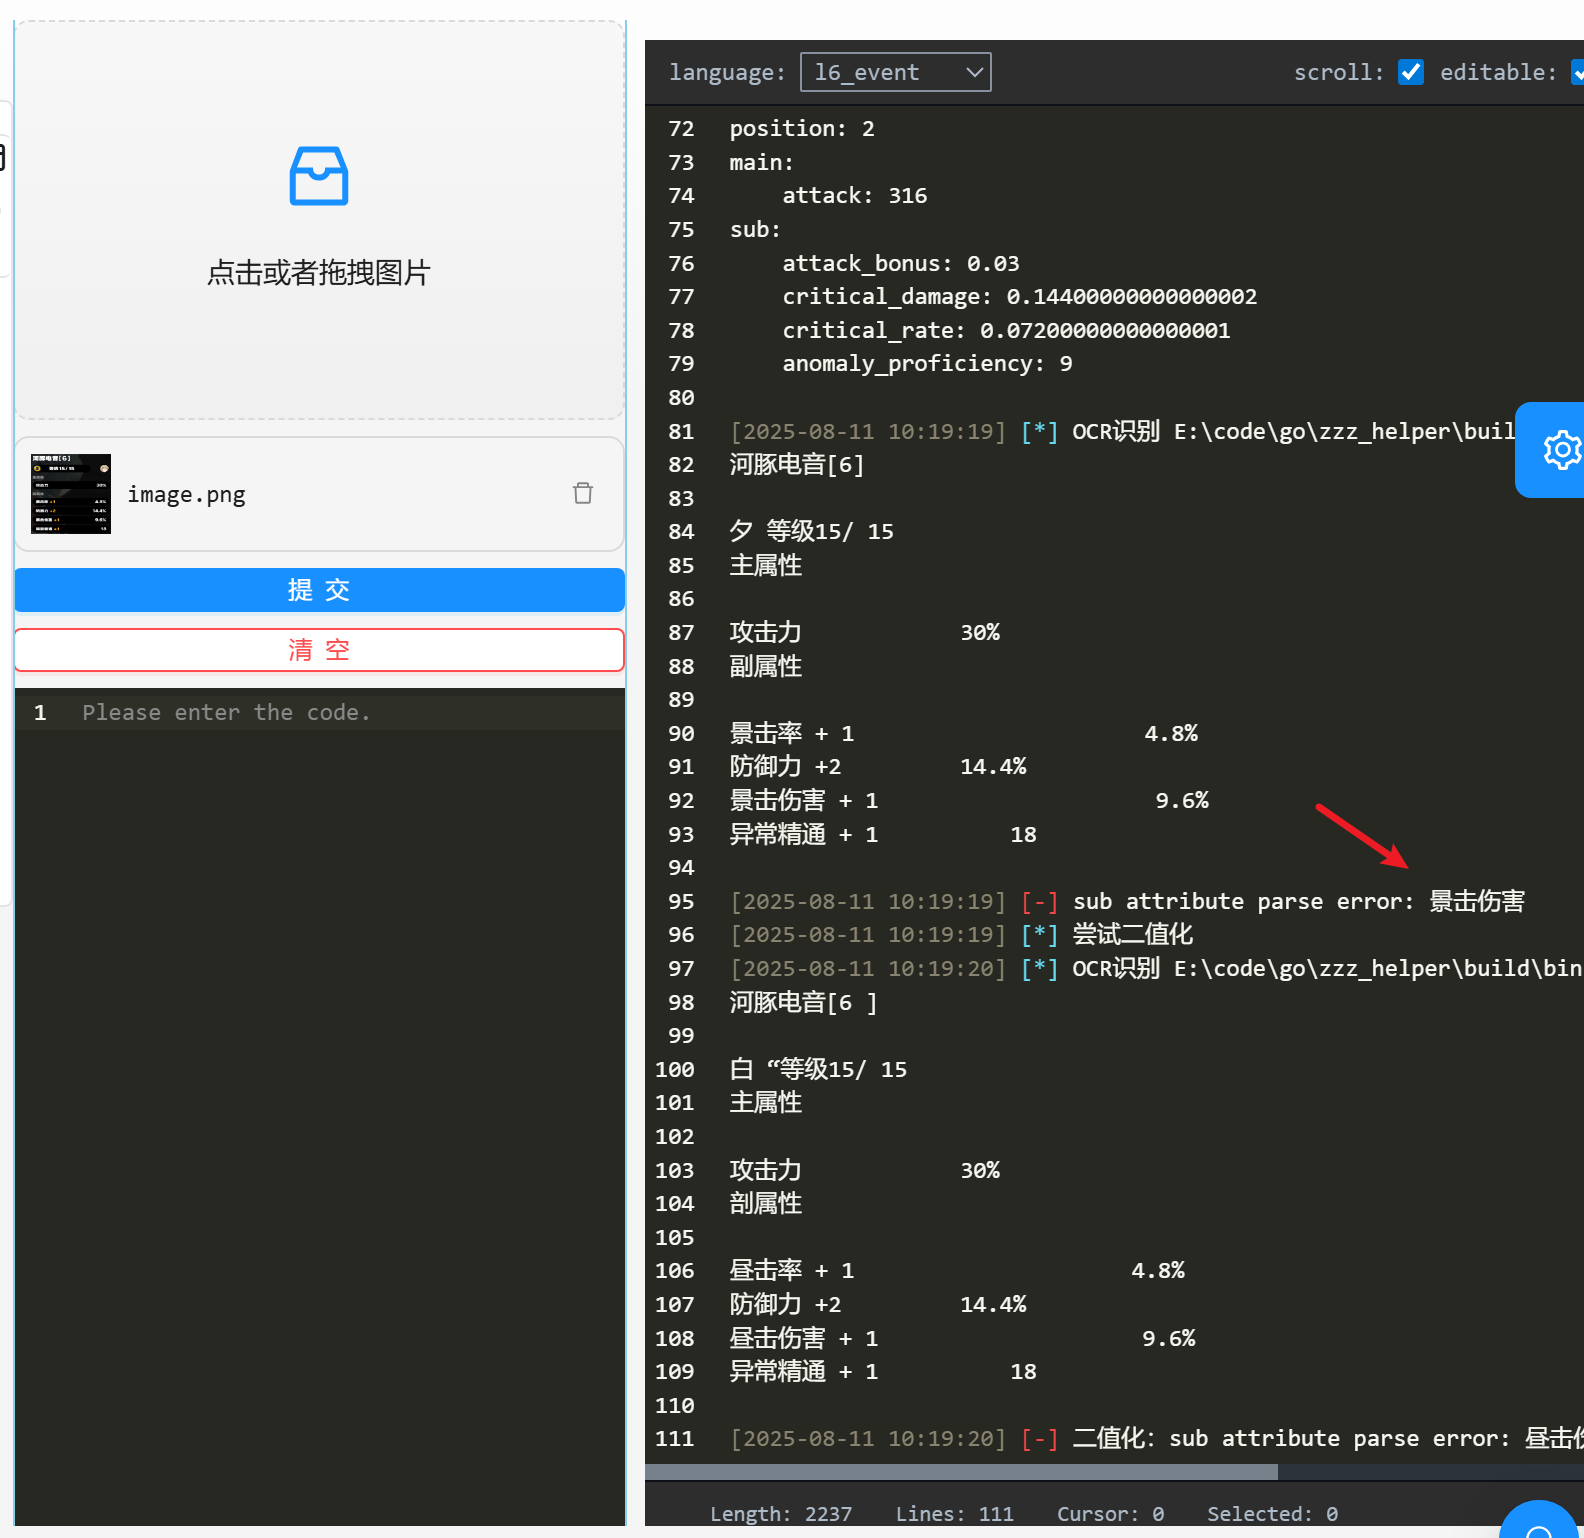 点击或者拖拽图片
image.png
提 交
清 空
1 Please enter the code.
language: l6_event scroll: editable:
72 position: 2
73 main:
74 attack: 316
75 sub:
76 attack_bonus: 0.03
77 critical_damage: 0.14400000000000002
78 critical_rate: 0.07200000000000001
79 anomaly_proficiency: 9
80
81 [2025-08-11 10:19:19] [*] OCR识别 E:\code\go\zzz_helper\buil
82 河豚电音[6]
83
84 夕 等级15/ 15
85 主属性
86
87 攻击力 30%
88 副属性
89
90 景击率 + 1 4.8%
91 防御力 +2 14.4%
92 景击伤害 + 1 9.6%
93 异常精通 + 1 18
94
95 [2025-08-11 10:19:19] [-] sub attribute parse error: 景击伤害
96 [2025-08-11 10:19:19] [*] 尝试二值化
97 [2025-08-11 10:19:20] [*] OCR识别 E:\code\go\zzz_helper\build\bin
98 河豚电音[6 ]
99
100 白 “等级15/ 15
101 主属性
102
103 攻击力 30%
104 剖属性
105
106 昼击率 + 1 4.8%
107 防御力 +2 14.4%
108 昼击伤害 + 1 9.6%
109 异常精通 + 1 18
110
111 [2025-08-11 10:19:20] [-] 二值化: sub attribute parse error: 昼击伤
Length: 2237 Lines: 111 Cursor: 0 Selected: 0